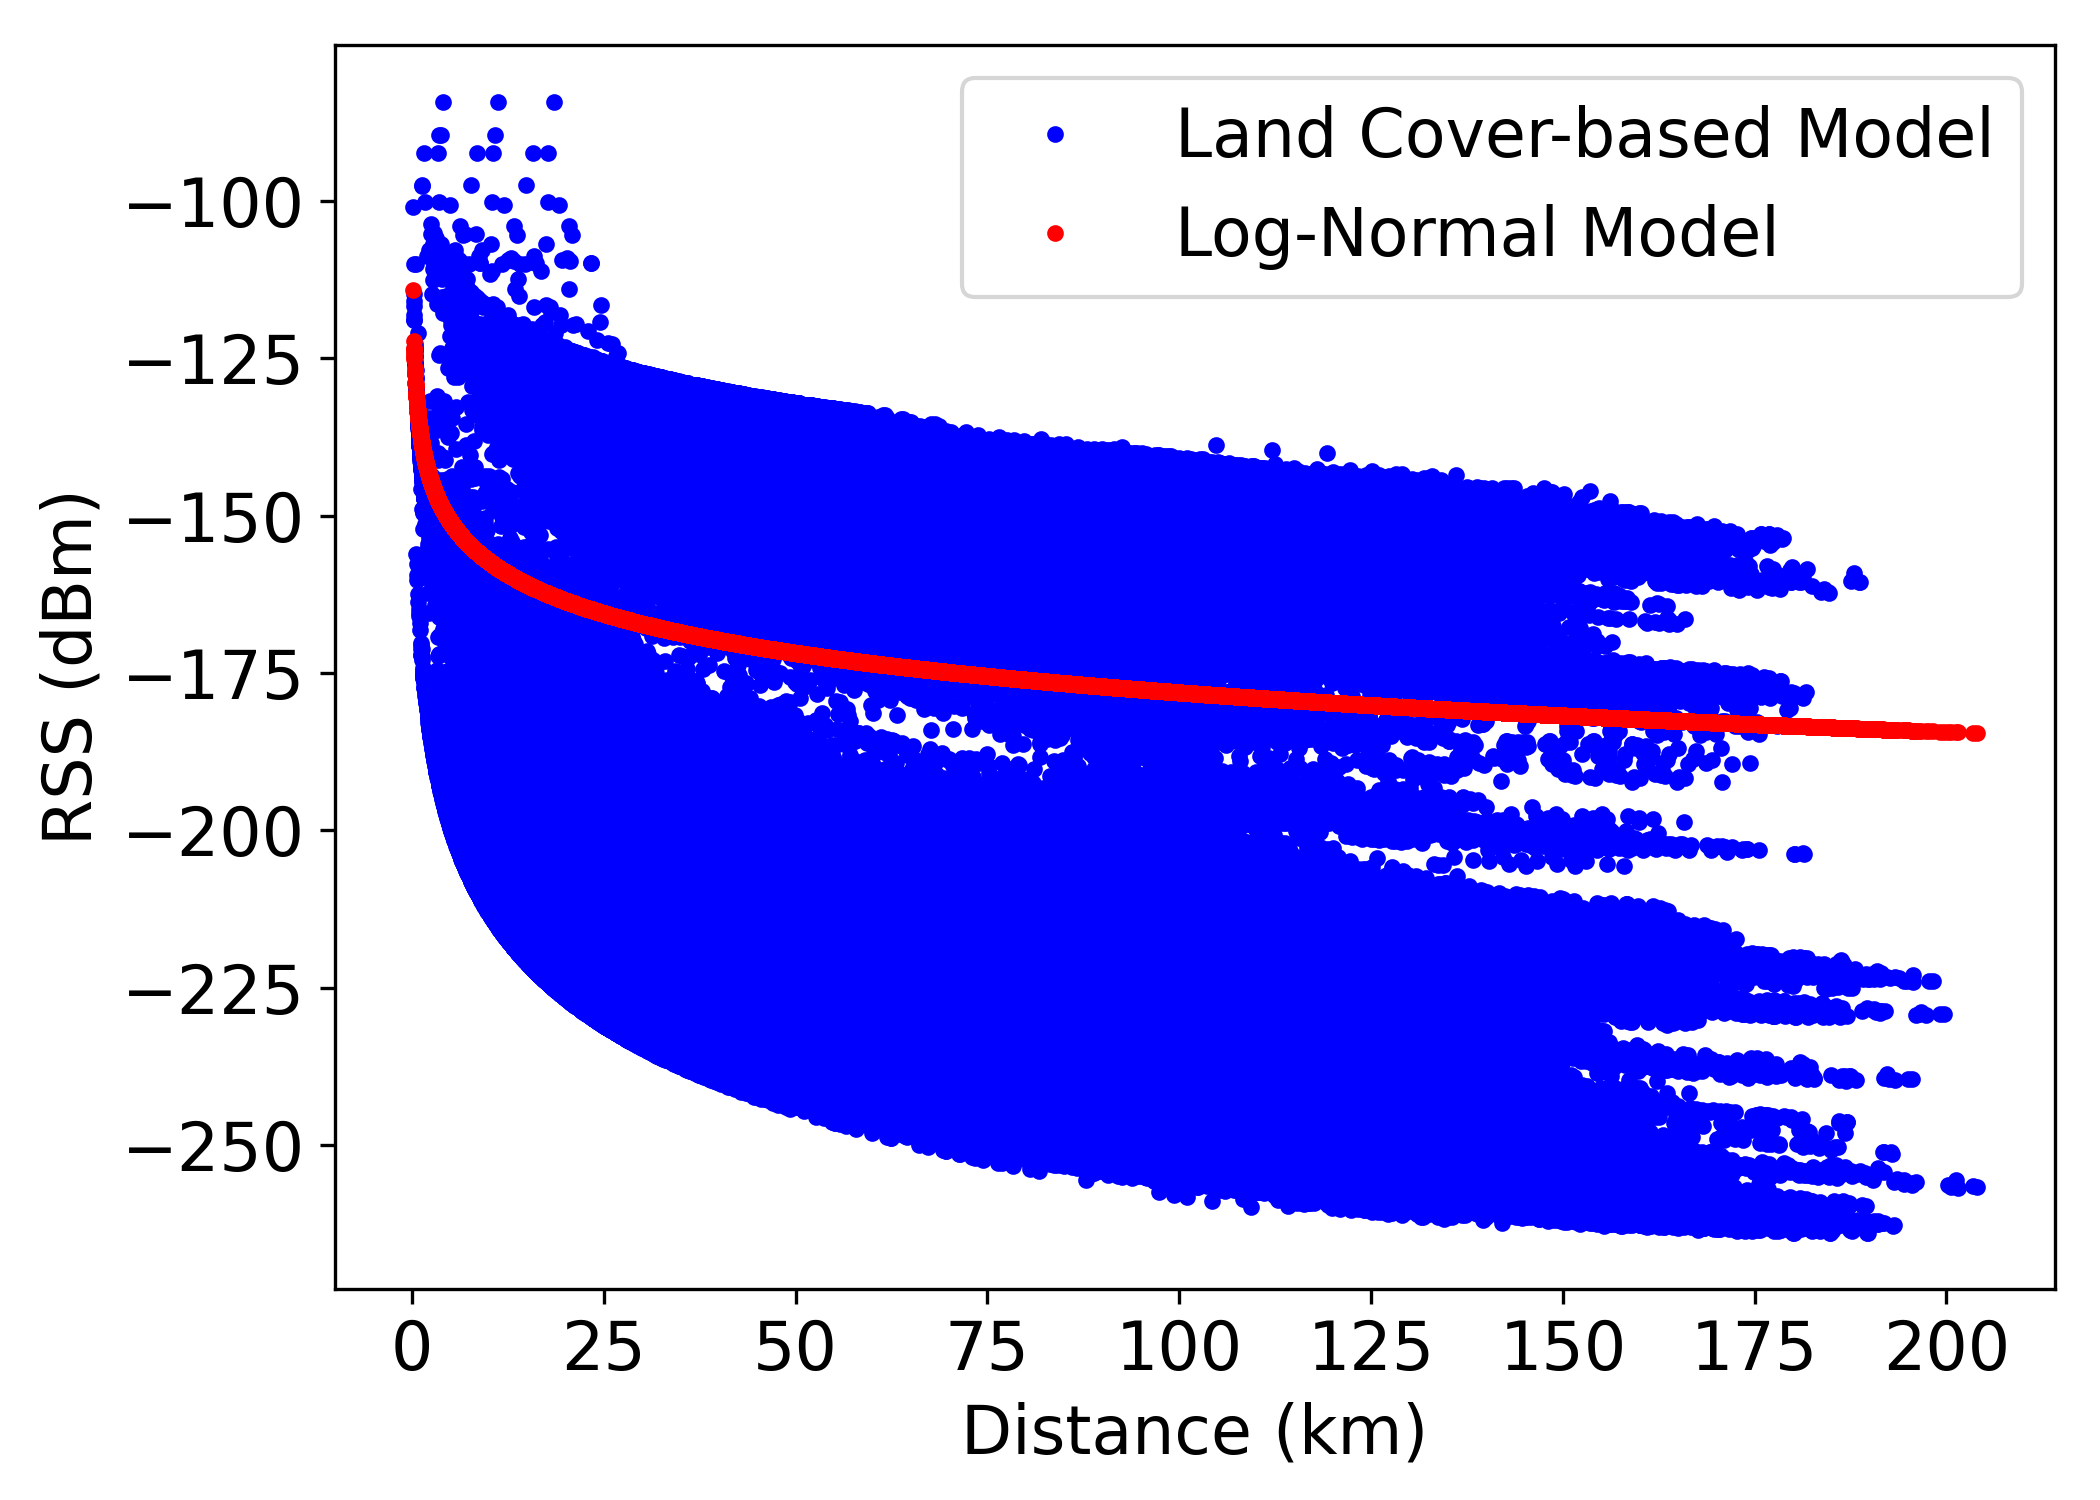 Land Cover-based Model
Log-Normal Model
−100
−125
−150
−175
−200
−225
−250
RSS (dBm)
0 25 50 75 100 125 150 175 200
Distance (km)